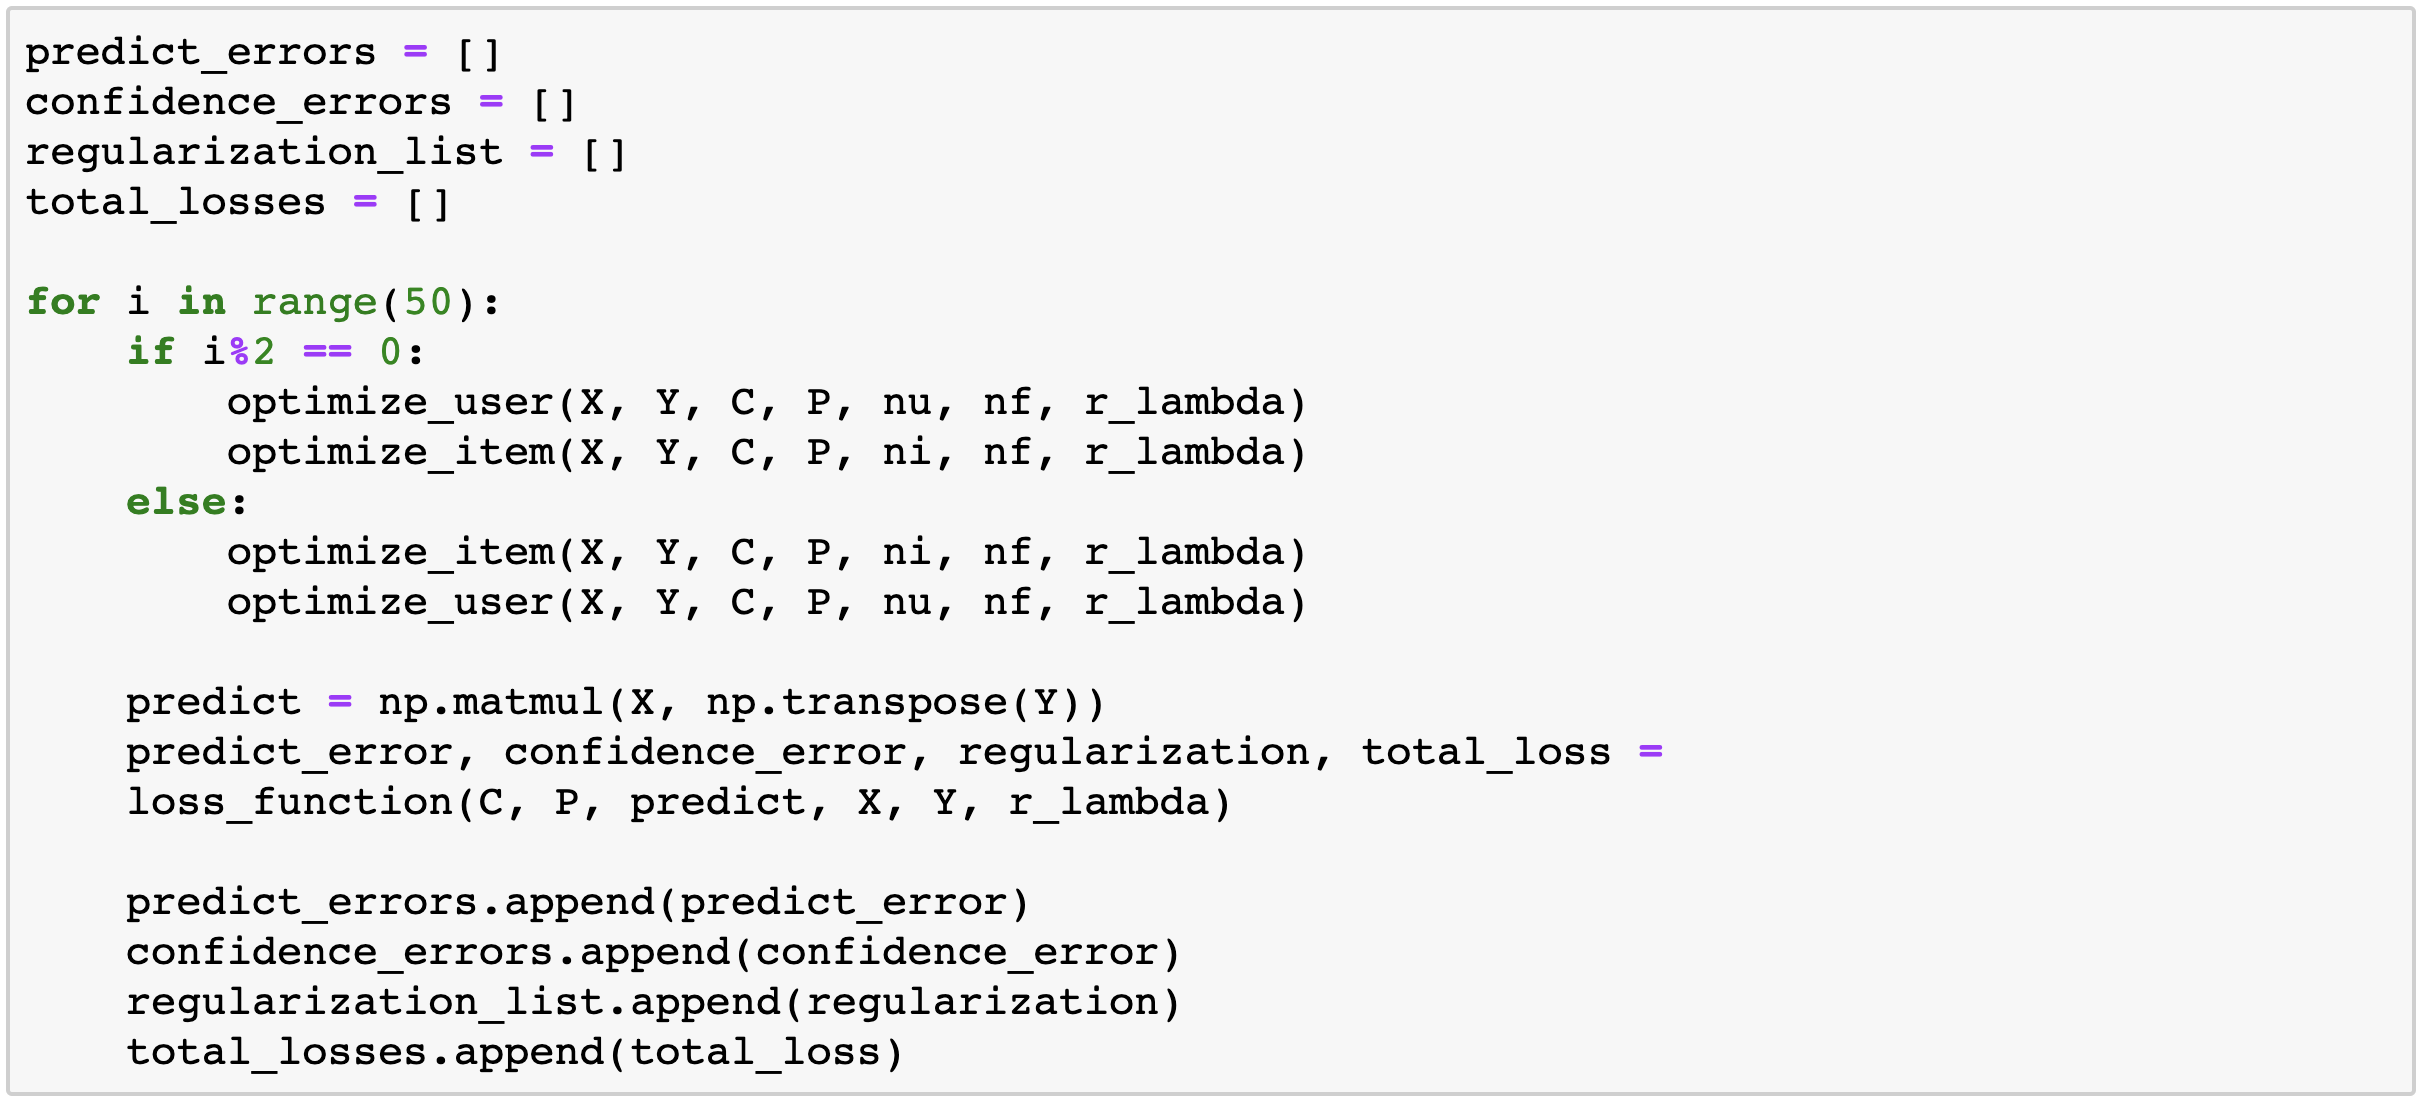 predict_errors = []
confidence_errors = []
regularization_list = []
total_losses = []

for i in range(50):
    if i%2 == 0:
        optimize_user(X, Y, C, P, nu, nf, r_lambda)
        optimize_item(X, Y, C, P, ni, nf, r_lambda)
    else:
        optimize_item(X, Y, C, P, ni, nf, r_lambda)
        optimize_user(X, Y, C, P, nu, nf, r_lambda)

    predict = np.matmul(X, np.transpose(Y))
    predict_error, confidence_error, regularization, total_loss =
    loss_function(C, P, predict, X, Y, r_lambda)

    predict_errors.append(predict_error)
    confidence_errors.append(confidence_error)
    regularization_list.append(regularization)
    total_losses.append(total_loss)